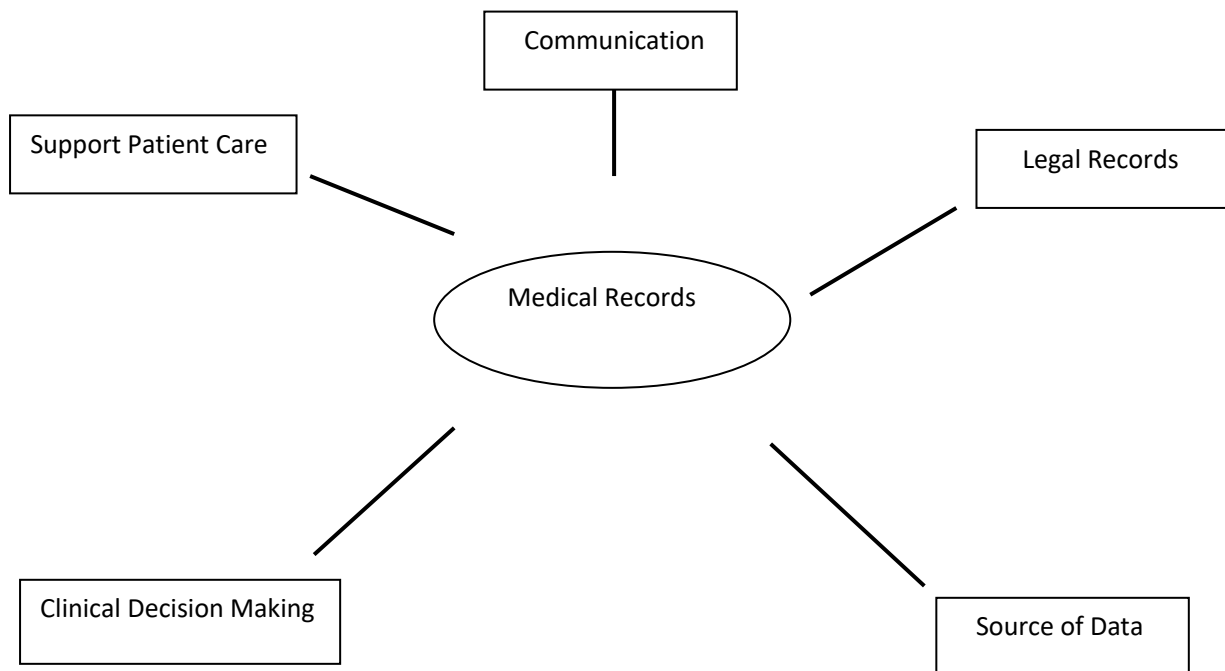 Communication
Support Patient Care
Legal Records
Medical Records
Clinical Decision Making
Source of Data